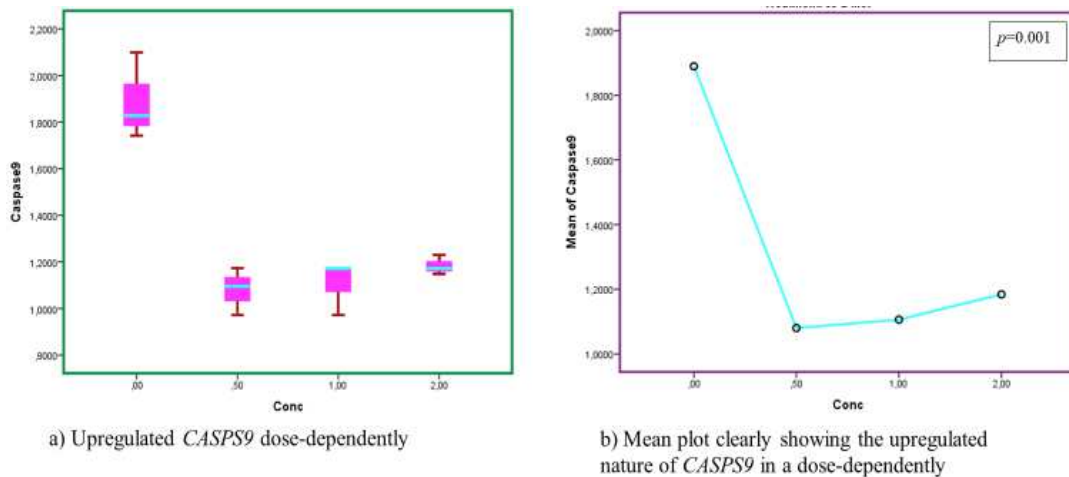 2,2000
2,0000
1,8000
1,6000
1,4000
1,2000
1,0000
,8000
Caspase9
,00
,50
1,00
2,00
Conc
a) Upregulated CASPS9 dose-dependently
p=0.001
2,0000
1,8000
1,6000
1,4000
1,2000
1,0000
Mean of Caspase9
,00
,50
1,00
2,00
Conc
b) Mean plot clearly showing the upregulated
nature of CASPS9 in a dose-dependently